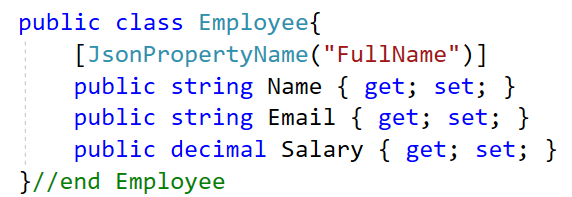 public class Employee{
    [JsonPropertyName("FullName")]
    public string Name { get; set; }
    public string Email { get; set; }
    public decimal Salary { get; set; }
}//end Employee